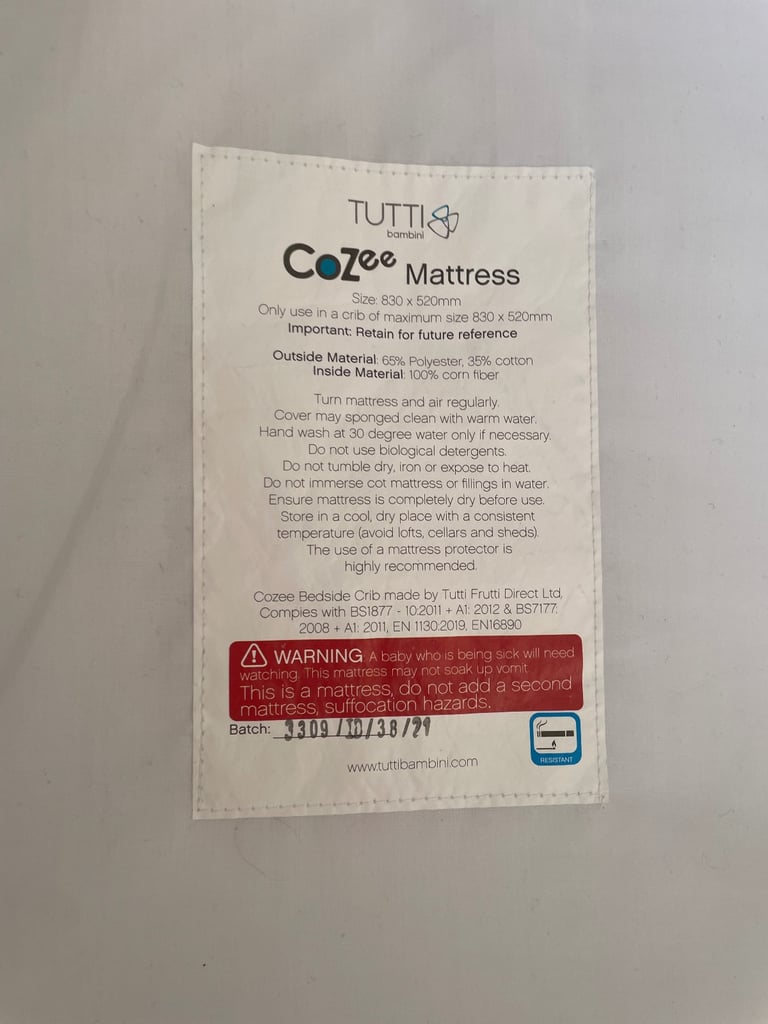 TUTTI
bambini
CoZee Mattress
Size: 830 x 520mm
Only use in a crib of maximum size 830 x 520mm
Important: Retain for future reference
Outside Material: 65% Polyester, 35% cotton
Inside Material: 100% corn fiber
Turn mattress and air regularly.
Cover may sponged clean with warm water.
Hand wash at 30 degree water only if necessary.
Do not use biological detergents.
Do not tumble dry, iron or expose to heat.
Do not immerse cot mattress or fillings in water.
Ensure mattress is completely dry before use.
Store in a cool, dry place with a consistent
temperature (avoid lofts, cellars and sheds).
The use of a mattress protector is
highly recommended.
Cozee Bedside Crib made by Tutti Frutti Direct Ltd,
Compies with BS1877 - 10:2011 + A1: 2012 & BS7177:
2008 + A1: 2011, EN 1130:2019, EN16890
WARNING: A baby who is being sick will need
watching. This mattress may not soak up vomit
This is a mattress, do not add a second
mattress, suffocation hazards.
Batch: 3309/10/38/21
RESISTANT
www.tuttibambini.com